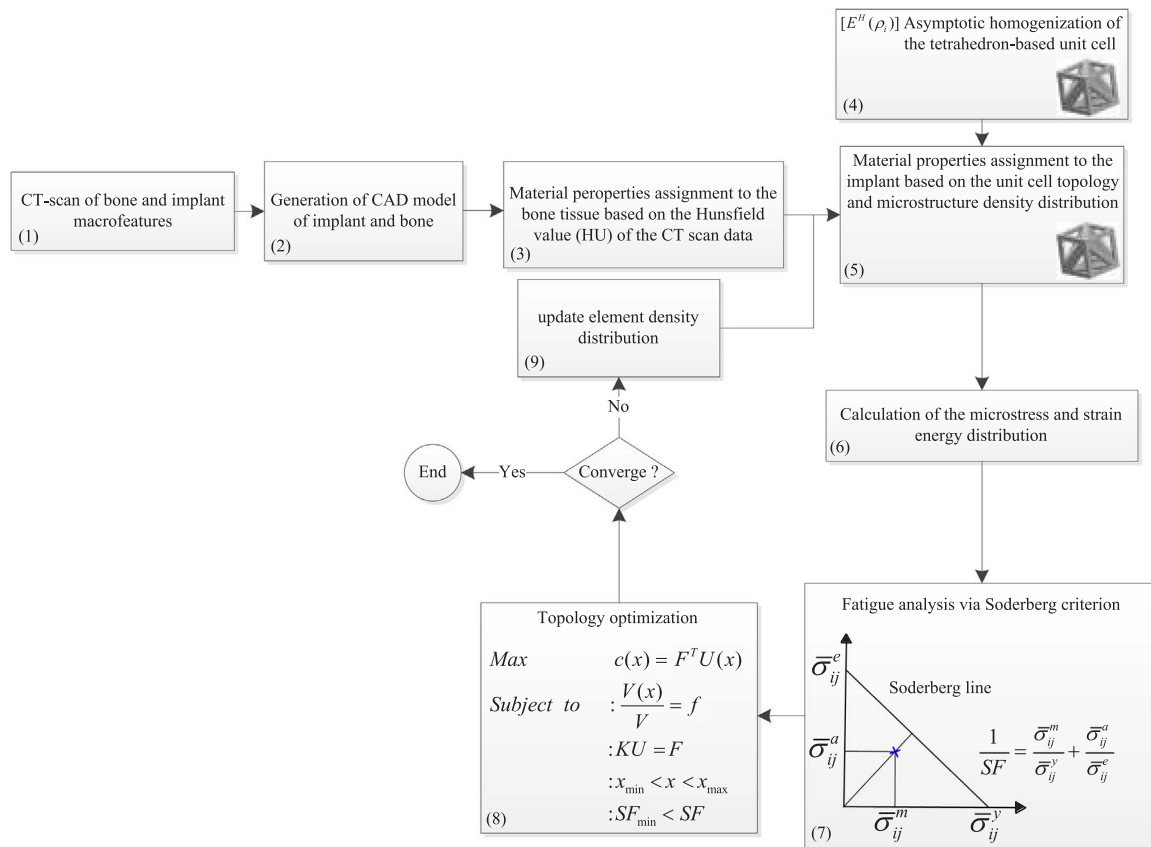 CT-scan of bone and implant
macrofeatures
(1)
Generation of CAD model
of implant and bone
(2)
Material peroperties assignment to the
bone tissue based on the Hunsfield
value (HU) of the CT scan data
(3)
[E^H(ρ_i)] Asymptotic homogenization of
the tetrahedron-based unit cell
(4)
Material properties assignment to the
implant based on the unit cell topology
and microstructure density distribution
(5)
Calculation of the microstress and strain
energy distribution
(6)
Fatigue analysis via Soderberg criterion
σ̅_ij^e
Soderberg line
σ̅_ij^a
1/SF = σ̅_ij^m/σ̅_ij^y + σ̅_ij^a/σ̅_ij^e
σ̅_ij^m
σ̅_ij^y
(7)
Topology optimization
Max c(x) = F^T U(x)
Subject to : V(x)/V = f
:KU = F
:x_min < x < x_max
:SF_min < SF
(8)
Converge ?
Yes
End
No
update element density
distribution
(9)